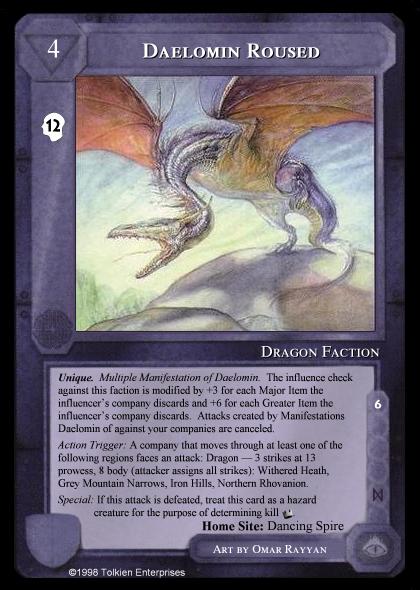 4
Daelomin Roused
12
Dragon Faction
Unique. Multiple Manifestation of Daelomin. The influence check
against this faction is modified by +3 for each Major Item the
influencer's company discards and +6 for each Greater Item the
influencer's company discards. Attacks created by Manifestations
Daelomin of against your companies are canceled.
6
Action Trigger: A company that moves through at least one of the
following regions faces an attack: Dragon — 3 strikes at 13
prowess, 8 body (attacker assigns all strikes): Withered Heath,
Grey Mountain Narrows, Iron Hills, Northern Rhovanion.
Special: If this attack is defeated, treat this card as a hazard
creature for the purpose of determining kill
Home Site: Dancing Spire
Art by Omar Rayyan
©1998 Tolkien Enterprises